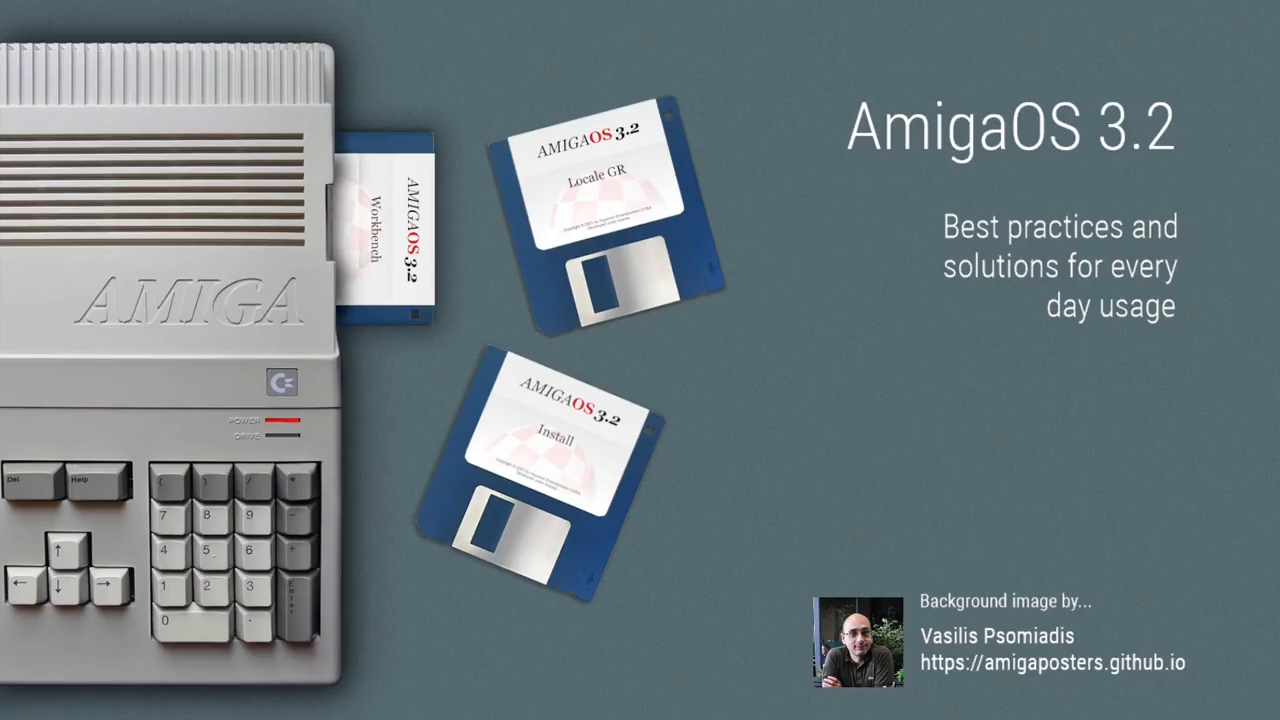 AmigaOS 3.2
Best practices and
solutions for every
day usage
AMIGAOS 3.2
Workbench
AMIGAOS 3.2
Locale GR
AMIGAOS 3.2
Install
AMIGA
POWER
DRIVE
Del
Help
( ) / *
7 8 9 -
4 5 6 +
1 2 3
enter
0 .
↑
← ↓ →
Background image by...
Vasilis Psomiadis
https://amigaposters.github.io